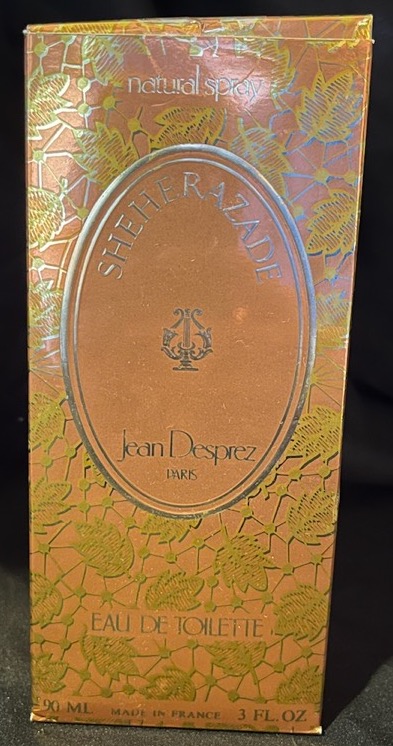 natural spray
SHEHERAZADE
Jean Desprez
PARIS
EAU DE TOILETTE
90 ML MADE IN FRANCE 3 FL. OZ